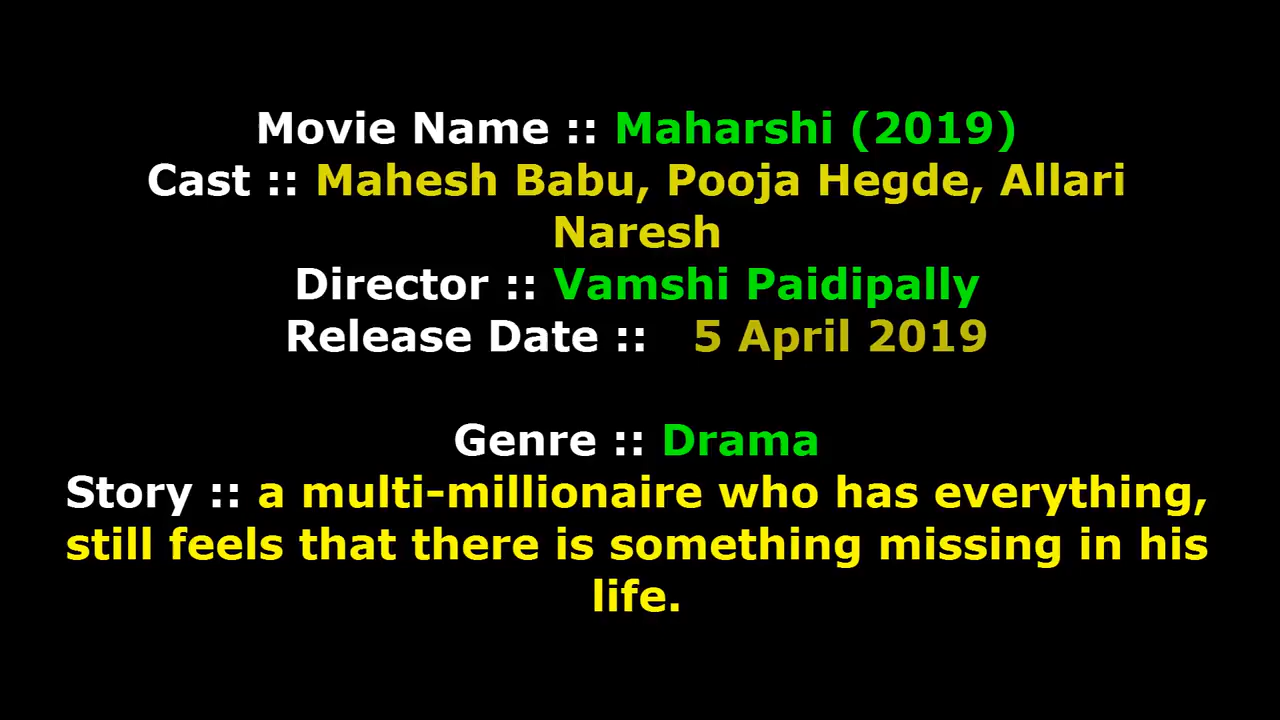 Movie Name :: Maharshi (2019)
Cast :: Mahesh Babu, Pooja Hegde, Allari
Naresh
Director :: Vamshi Paidipally
Release Date :: 5 April 2019
Genre :: Drama
Story :: a multi-millionaire who has everything,
still feels that there is something missing in his
life.